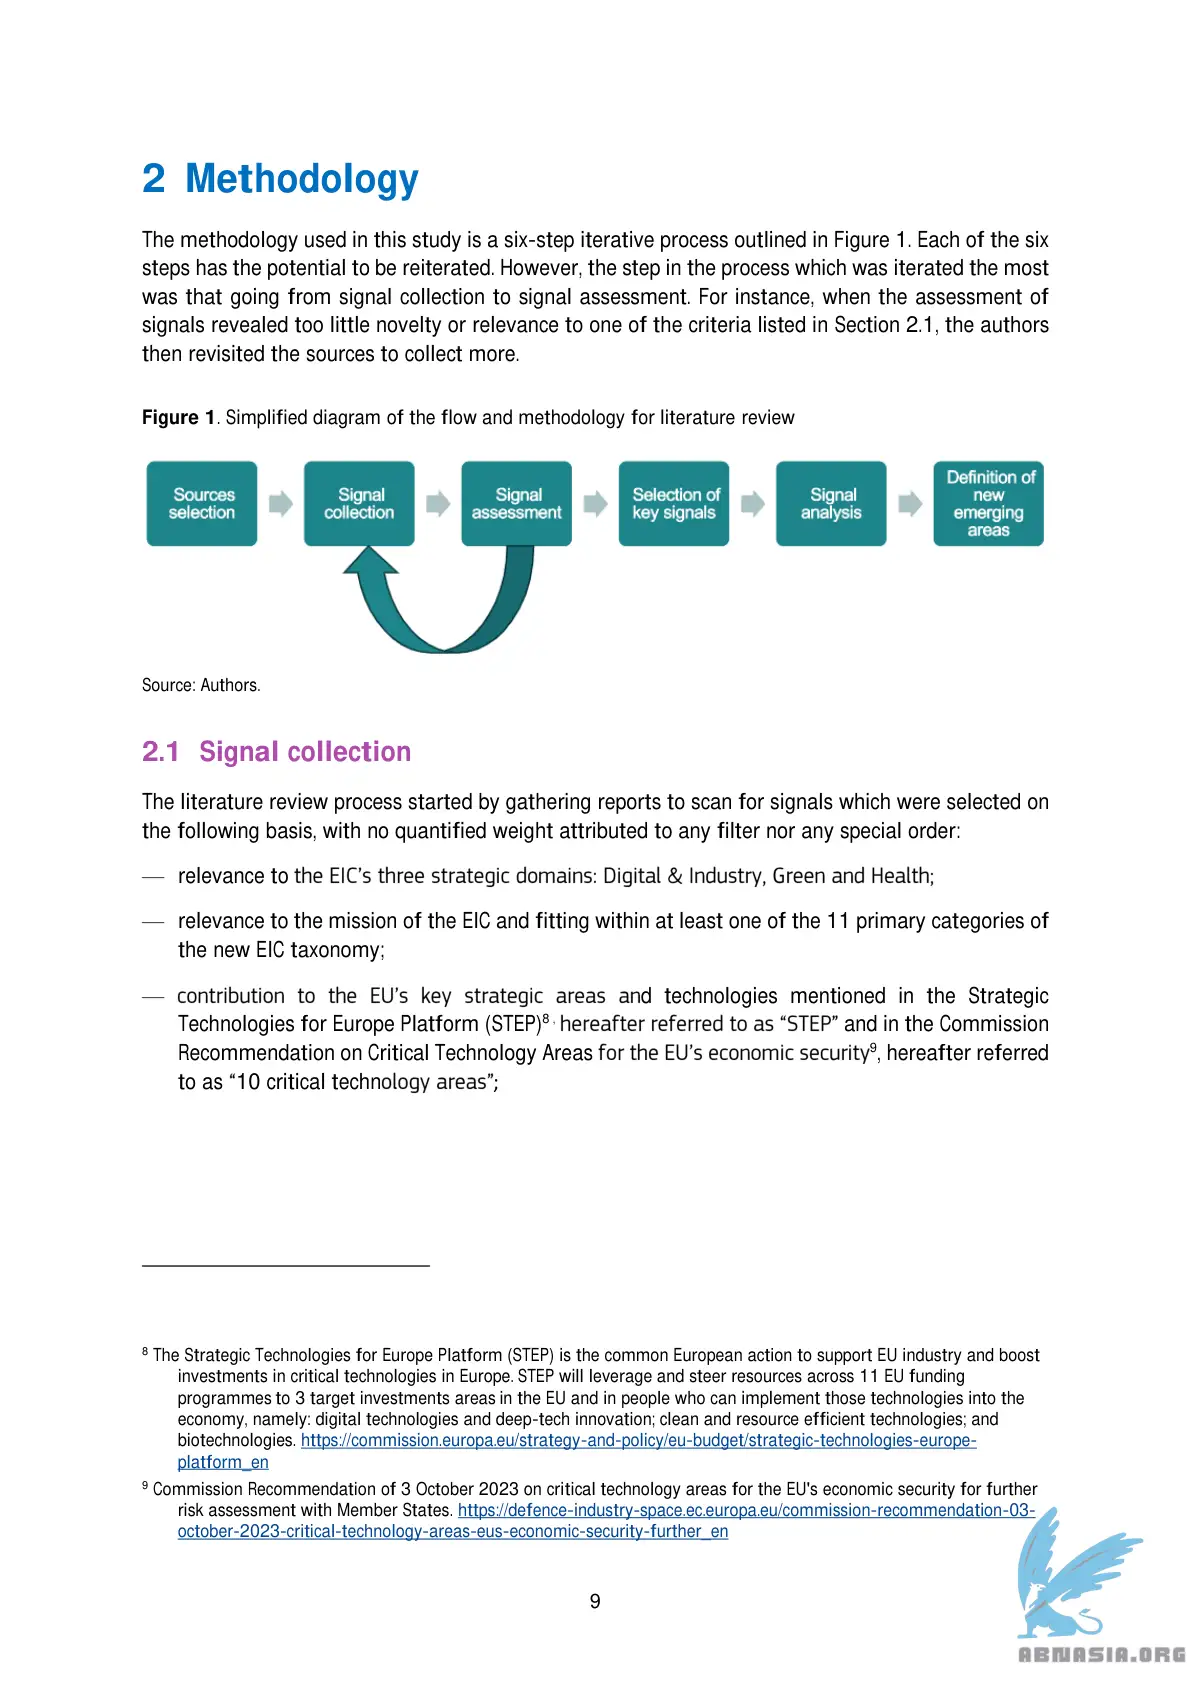 2 Methodology
The methodology used in this study is a six-step iterative process outlined in Figure 1. Each of the six
steps has the potential to be reiterated. However, the step in the process which was iterated the most
was that going from signal collection to signal assessment. For instance, when the assessment of
signals revealed too little novelty or relevance to one of the criteria listed in Section 2.1, the authors
then revisited the sources to collect more.
Figure 1. Simplified diagram of the flow and methodology for literature review
Sources
selection
Signal
collection
Signal
assessment
Selection of
key signals
Signal
analysis
Definition of
new
emerging
areas
Source: Authors.
2.1 Signal collection
The literature review process started by gathering reports to scan for signals which were selected on
the following basis, with no quantified weight attributed to any filter nor any special order:
— relevance to the EIC’s three strategic domains: Digital & Industry, Green and Health;
— relevance to the mission of the EIC and fitting within at least one of the 11 primary categories of
the new EIC taxonomy;
— contribution to the EU’s key strategic areas and technologies mentioned in the Strategic
Technologies for Europe Platform (STEP)⁸ , hereafter referred to as “STEP” and in the Commission
Recommendation on Critical Technology Areas for the EU’s economic security⁹, hereafter referred
to as “10 critical technology areas”;
⁸ The Strategic Technologies for Europe Platform (STEP) is the common European action to support EU industry and boost
investments in critical technologies in Europe. STEP will leverage and steer resources across 11 EU funding
programmes to 3 target investments areas in the EU and in people who can implement those technologies into the
economy, namely: digital technologies and deep-tech innovation; clean and resource efficient technologies; and
biotechnologies. https://commission.europa.eu/strategy-and-policy/eu-budget/strategic-technologies-europe-
platform_en
⁹ Commission Recommendation of 3 October 2023 on critical technology areas for the EU's economic security for further
risk assessment with Member States. https://defence-industry-space.ec.europa.eu/commission-recommendation-03-
october-2023-critical-technology-areas-eus-economic-security-further_en
9
ABNASIA.ORG